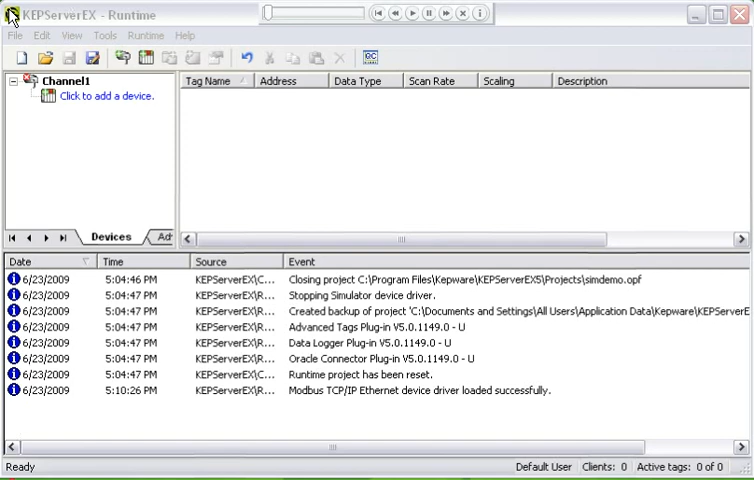 KEPServerEX - Runtime
File Edit View Tools Runtime Help
QC
Channel1
Click to add a device.
Tag Name Address Data Type Scan Rate Scaling Description
Devices Ad
Date Time Source Event
6/23/2009 5:04:46 PM KEPServerEX\C... Closing project C:\Program Files\Kepware\KEPServerEX5\Projects\simdemo.opf
6/23/2009 5:04:47 PM KEPServerEX\R... Stopping Simulator device driver.
6/23/2009 5:04:47 PM KEPServerEX\R... Created backup of project 'C:\Documents and Settings\All Users\Application Data\Kepware\KEPServerE
6/23/2009 5:04:47 PM KEPServerEX\R... Advanced Tags Plug-in V5.0.1149.0 - U
6/23/2009 5:04:47 PM KEPServerEX\R... Data Logger Plug-in V5.0.1149.0 - U
6/23/2009 5:04:47 PM KEPServerEX\R... Oracle Connector Plug-in V5.0.1149.0 - U
6/23/2009 5:04:47 PM KEPServerEX\C... Runtime project has been reset.
6/23/2009 5:10:26 PM KEPServerEX\R... Modbus TCP/IP Ethernet device driver loaded successfully.
Ready Default User Clients: 0 Active tags: 0 of 0